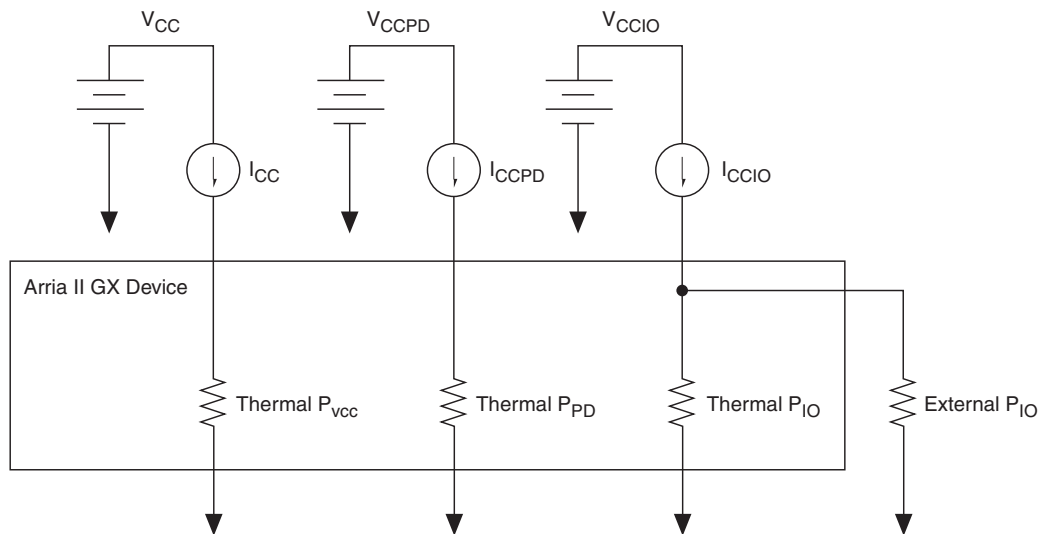 VCC
VCCPD
VCCIO
ICC
ICCPD
ICCIO
Arria II GX Device
Thermal Pvcc
Thermal PPD
Thermal PIO
External PIO